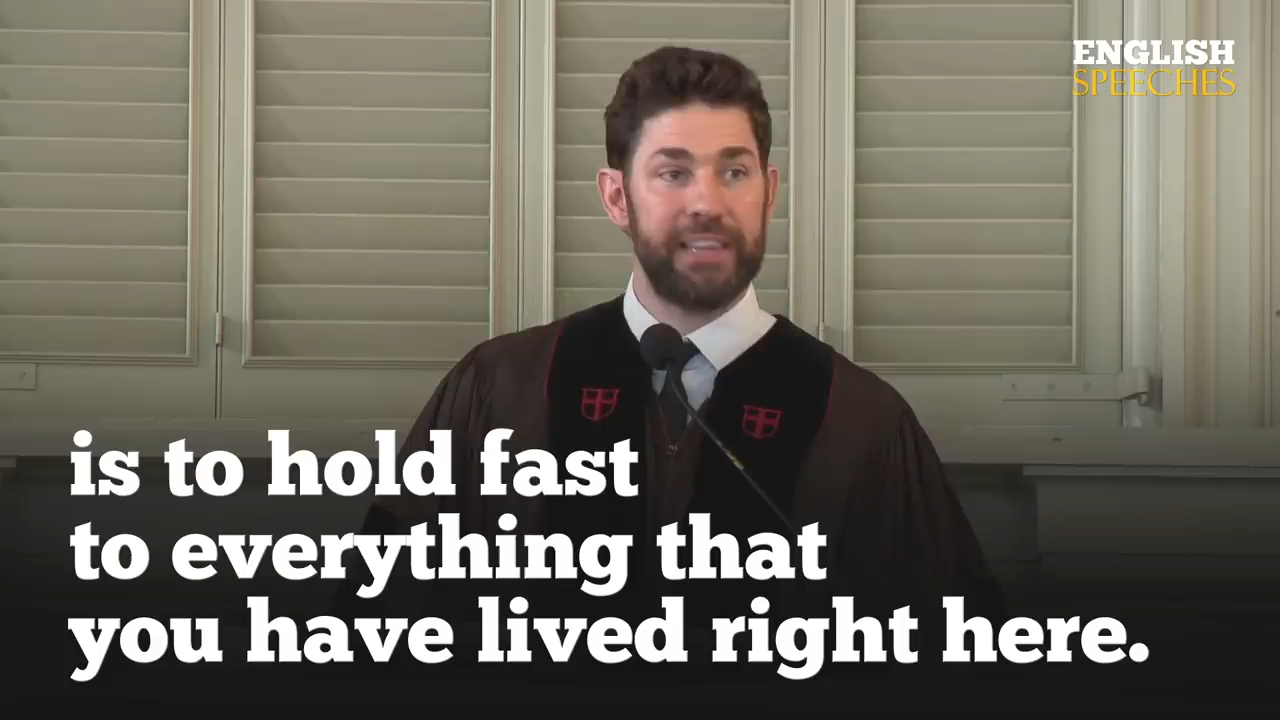 ENGLISH
SPEECHES
is to hold fast
to everything that
you have lived right here.